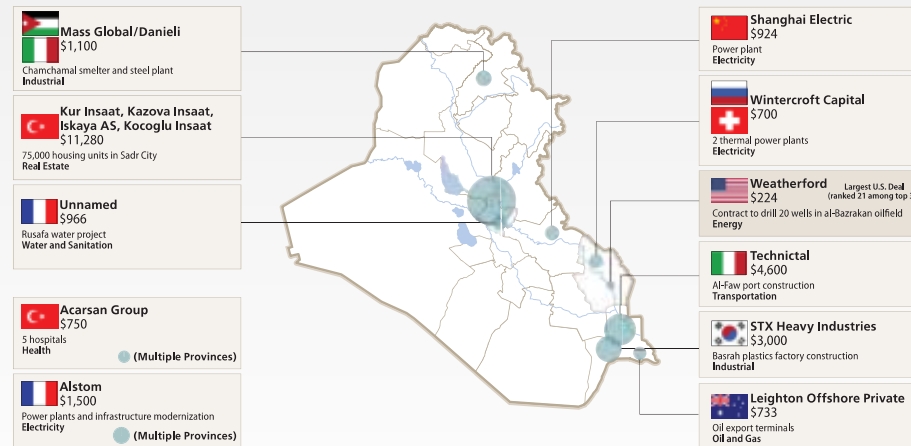 Mass Global/Danieli
$1,100
Chamchamal smelter and steel plant
Industrial
Kur Insaat, Kazova Insaat,
Iskaya AS, Kocoglu Insaat
$11,280
75,000 housing units in Sadr City
Real Estate
Unnamed
$966
Rusafa water project
Water and Sanitation
Acarsan Group
$750
5 hospitals
Health
(Multiple Provinces)
Alstom
$1,500
Power plants and infrastructure modernization
Electricity
(Multiple Provinces)
Shanghai Electric
$924
Power plant
Electricity
Wintercroft Capital
$700
2 thermal power plants
Electricity
Weatherford
$224
Largest U.S. Deal
(ranked 21 among top
Contract to drill 20 wells in al-Bazrakan oilfield
Energy
Technictal
$4,600
Al-Faw port construction
Transportation
STX Heavy Industries
$3,000
Basrah plastics factory construction
Industrial
Leighton Offshore Private
$733
Oil export terminals
Oil and Gas